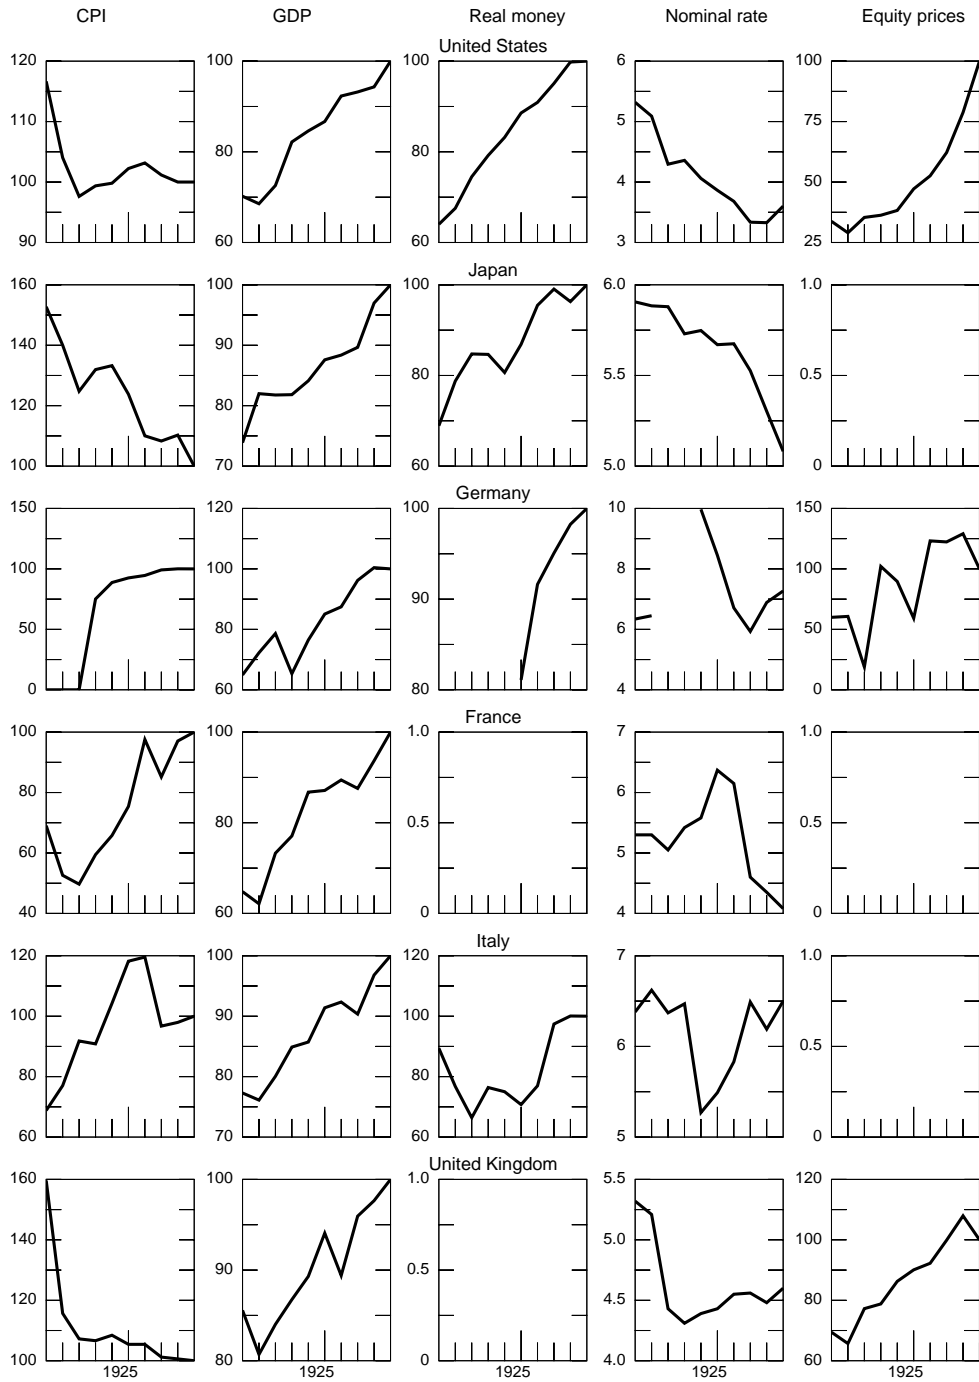 CPI GDP Real money Nominal rate Equity prices
United States
120 100 100 6 100
110 5 75
80 80
100 4 50
90 60 60 3 25
Japan
160 100 100 6.0 1.0
140 90
80 5.5 0.5
120 80
100 70 60 5.0 0
Germany
150 120 100 10 150
100 100 8 100
90
50 80 6 50
0 60 80 4 0
France
100 100 1.0 7 1.0
80 6
80 0.5 0.5
60 5
40 60 0 4 0
Italy
120 100 120 7 1.0
100 90 100
6 0.5
80 80 80
60 70 60 5 0
United Kingdom
160 100 1.0 5.5 120
140 5.0 100
90 0.5
120 4.5 80
100 80 0 4.0 60
1925 1925 1925 1925 1925